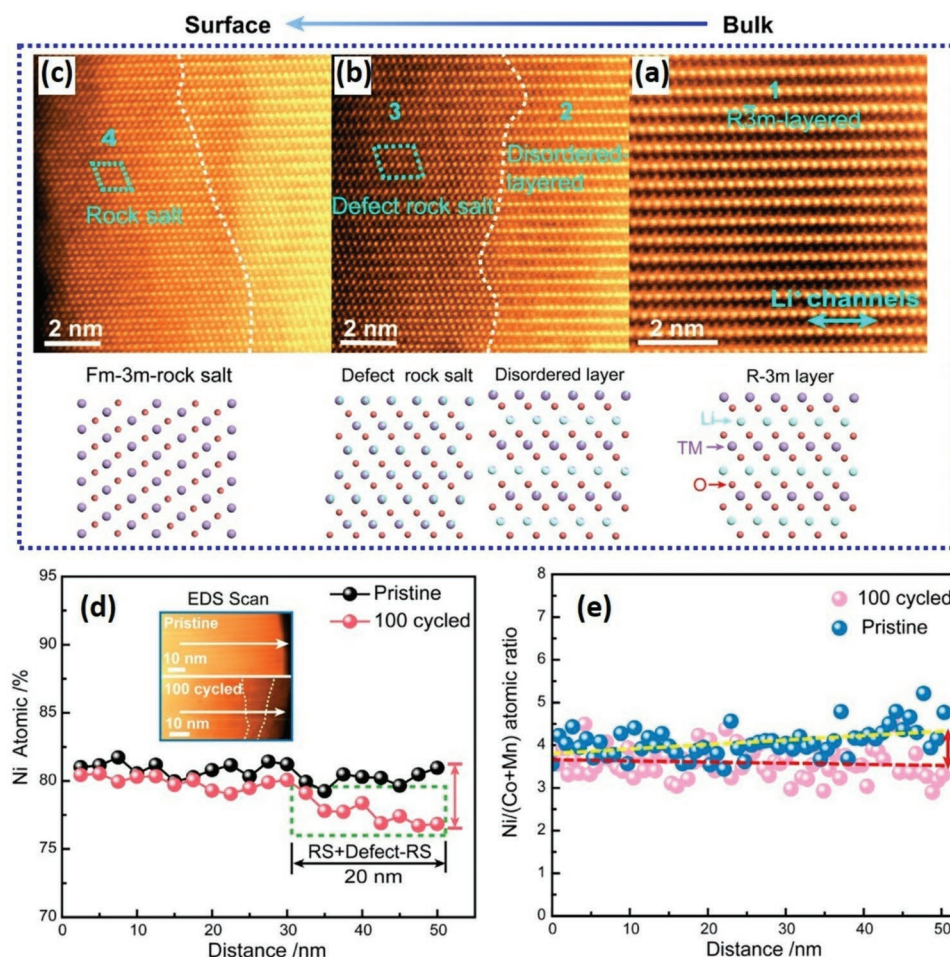 Surface
Bulk
(c)
4
Rock salt
2 nm
(b)
3
2
Disordered-
layered
Defect rock salt
2 nm
(a)
1
R3̄m-layered
Li⁺ channels
2 nm
Fm-3m-rock salt
Defect rock salt
Disordered layer
R-3m layer
Li
TM
O
(d)
EDS Scan
Pristine
10 nm
100 cycled
10 nm
Pristine
100 cycled
RS+Defect-RS
20 nm
Ni Atomic /%
95
90
85
80
75
70
0 10 20 30 40 50
Distance /nm
(e)
100 cycled
Pristine
Ni/(Co+Mn) atomic ratio
8
7
6
5
4
3
2
1
0
0 10 20 30 40 50
Distance /nm